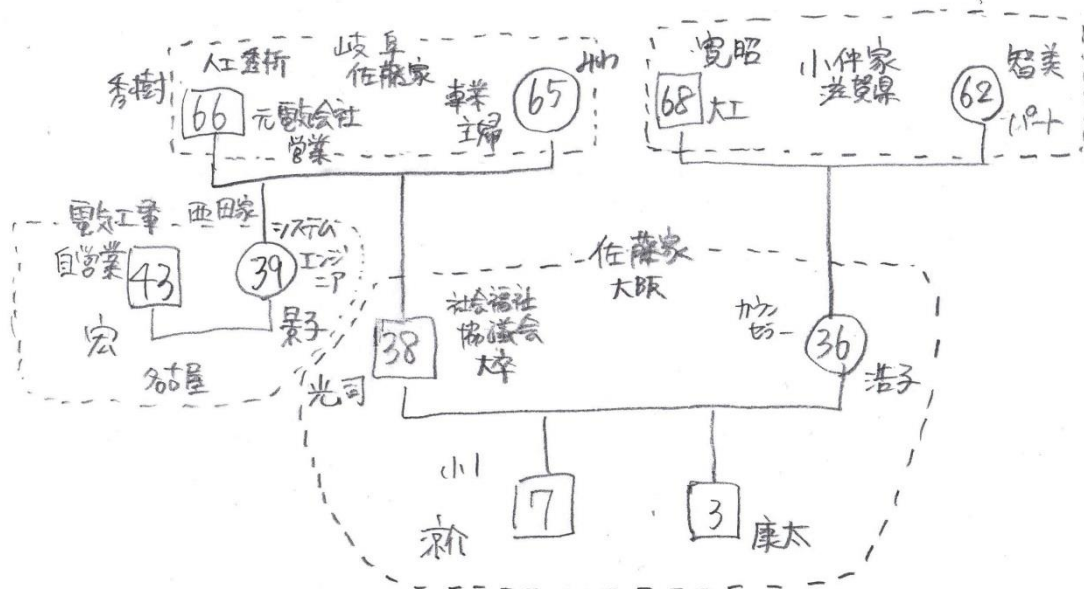 秀樹
人工透析
66
元電気会社
営業
岐阜
佐藤家
専業
主婦
65
寛昭
68
大工
小仲家
滋賀県
62
智美
パート
電気工事
自営業
43
宏
西田家
システム
エンジ
ニア
39
景子
名古屋
佐藤家
大阪
38
光司
社会福祉
協議会
大卒
カウン
セラー
36
浩子
小1
7
涼介
3
康太